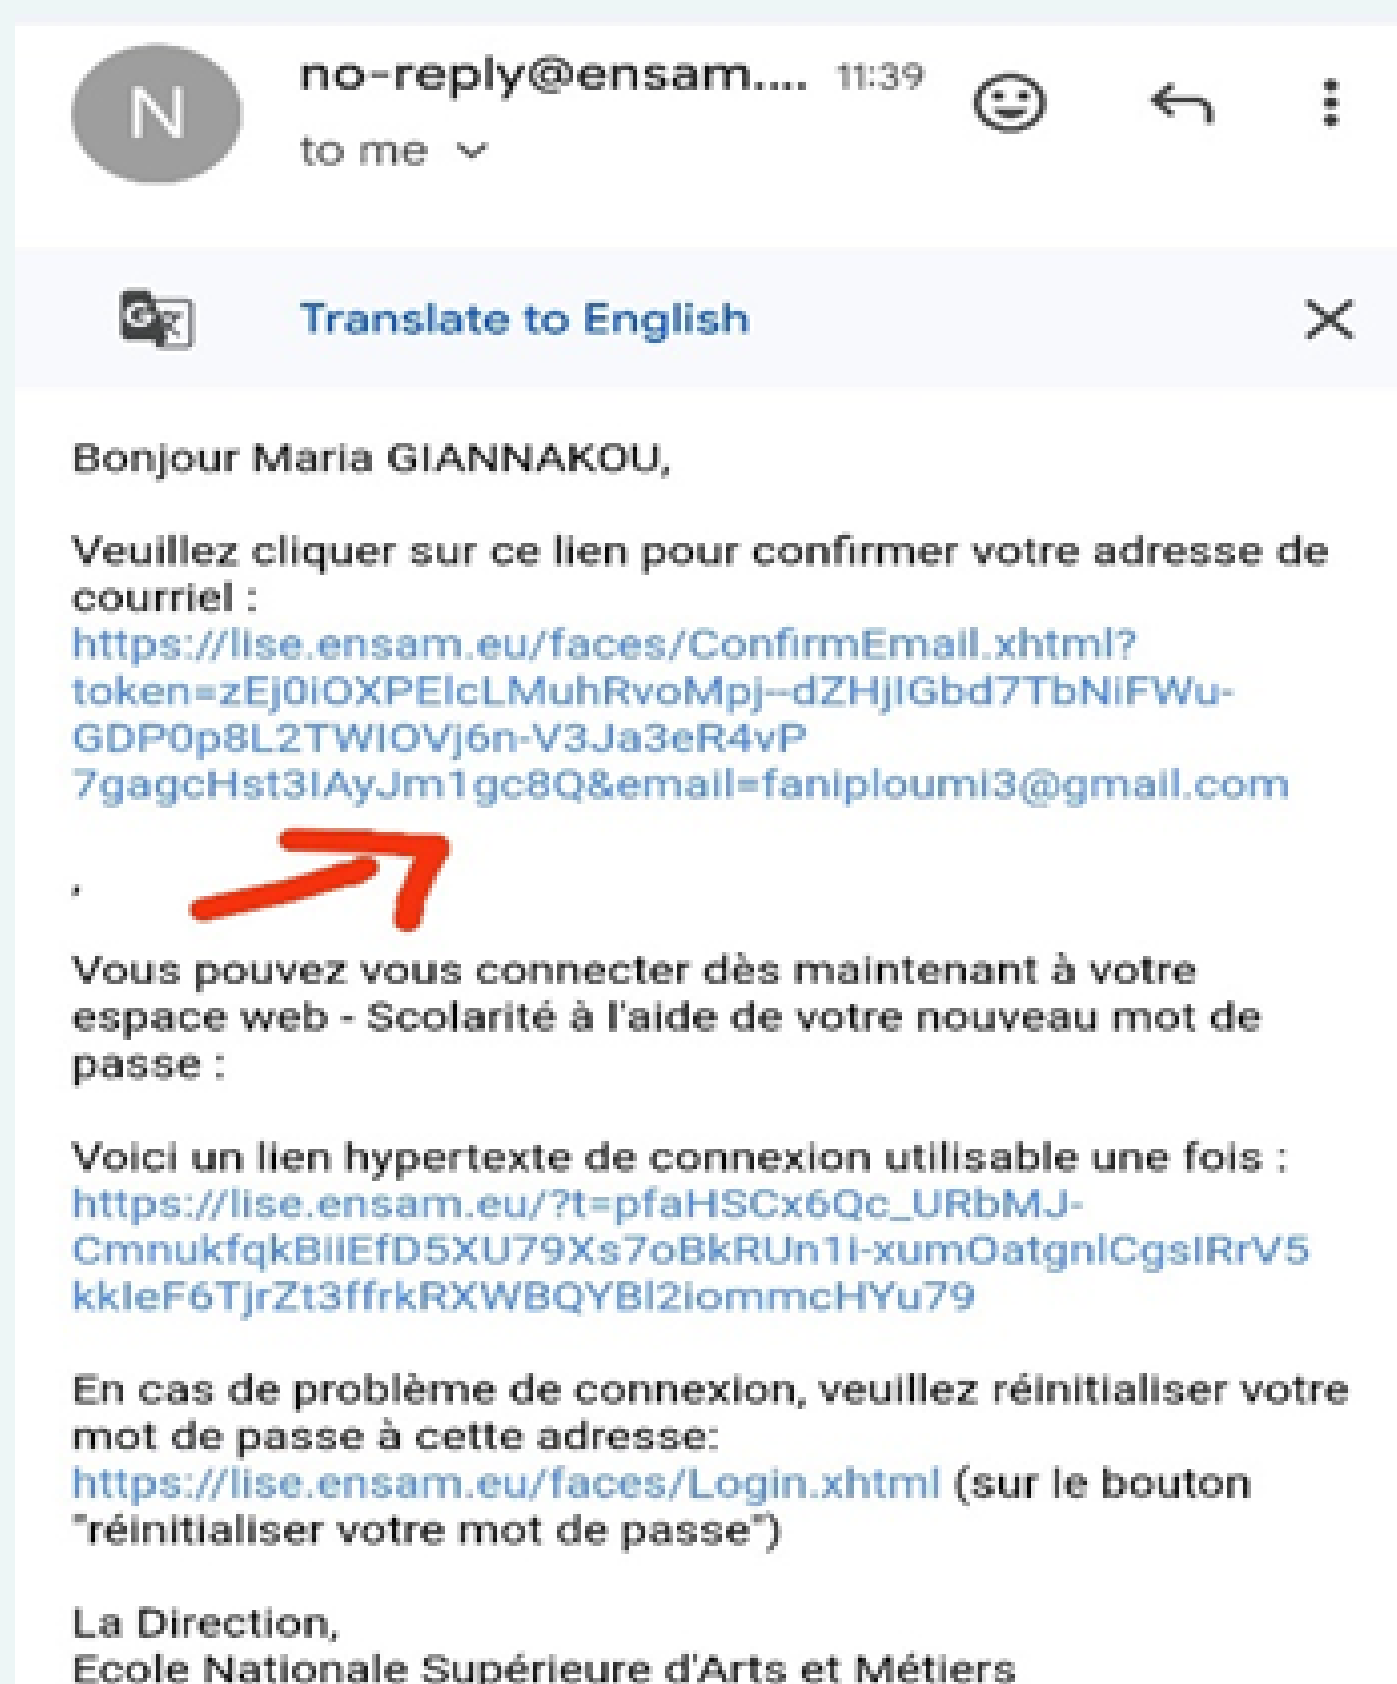 N
no-reply@ensam.... 11:39
to me
Translate to English
Bonjour Maria GIANNAKOU,
Veuillez cliquer sur ce lien pour confirmer votre adresse de
courriel :
https://lise.ensam.eu/faces/ConfirmEmail.xhtml?
token=zEj0iOXPElcLMuhRvoMpj--dZHjIGbd7TbNiFWu-
GDP0p8L2TWIOVj6n-V3Ja3eR4vP
7gagcHst3IAyJm1gc8Q&email=faniploumi3@gmail.com
,
Vous pouvez vous connecter dès maintenant à votre
espace web - Scolarité à l'aide de votre nouveau mot de
passe :
Voici un lien hypertexte de connexion utilisable une fois :
https://lise.ensam.eu/?t=pfaHSCx6Qc_URbMJ-
CmnukfqkBiiEfD5XU79Xs7oBkRUn1i-xumOatgnlCgsIRrV5
kkIeF6TjrZt3ffrkRXWBQYBl2iommcHYu79
En cas de problème de connexion, veuillez réinitialiser votre
mot de passe à cette adresse:
https://lise.ensam.eu/faces/Login.xhtml (sur le bouton
"réinitialiser votre mot de passe")
La Direction,
Ecole Nationale Supérieure d'Arts et Métiers